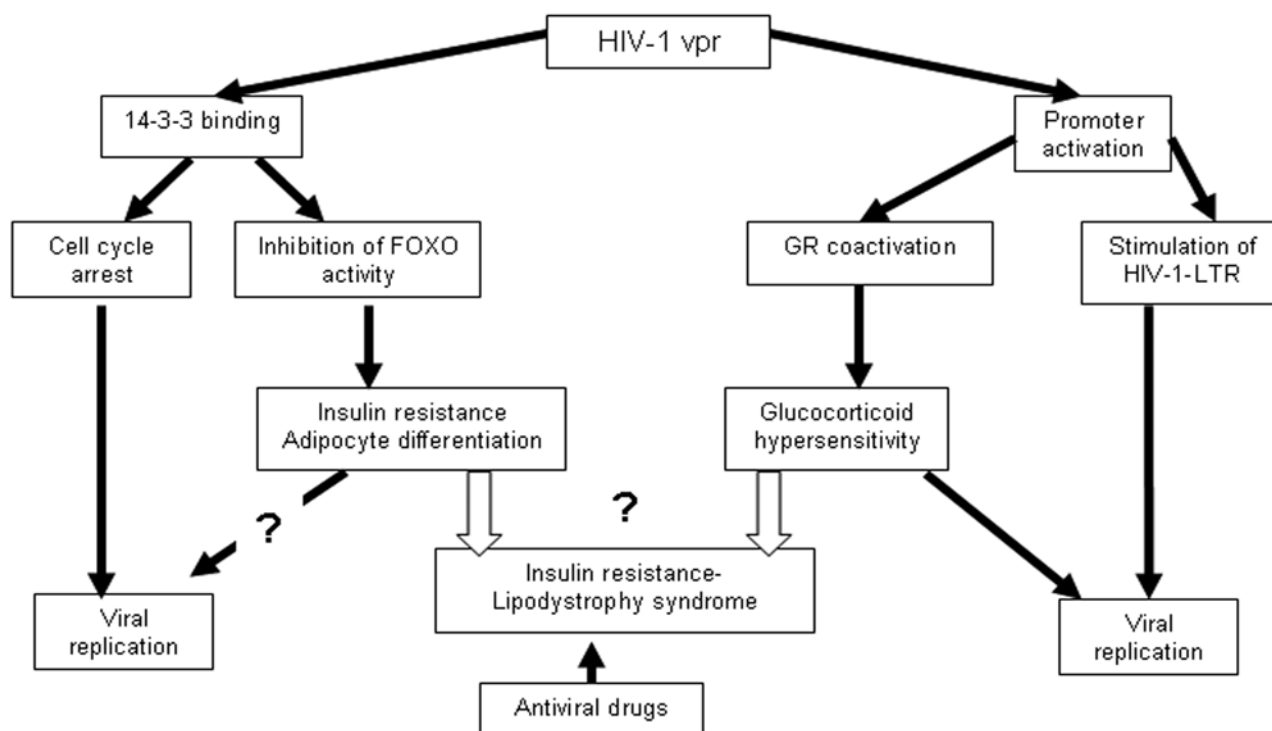 HIV-1 vpr
14-3-3 binding
Promoter
activation
Cell cycle
arrest
Inhibition of FOXO
activity
GR coactivation
Stimulation of
HIV-1-LTR
Insulin resistance
Adipocyte differentiation
Glucocorticoid
hypersensitivity
?
?
Insulin resistance-
Lipodystrophy syndrome
Viral
replication
Viral
replication
Antiviral drugs